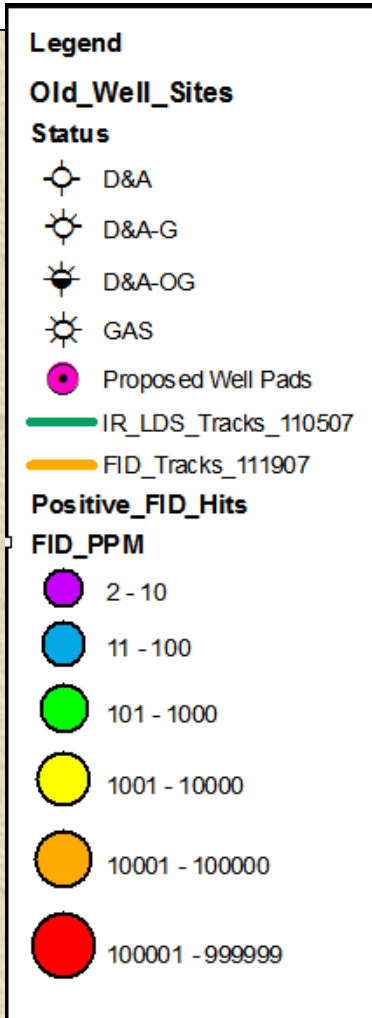 Legend
Old_Well_Sites
Status
D&A
D&A-G
D&A-OG
GAS
Proposed Well Pads
IR_LDS_Tracks_110507
FID_Tracks_111907
Positive_FID_Hits
FID_PPM
2 - 10
11 - 100
101 - 1000
1001 - 10000
10001 - 100000
100001 - 999999